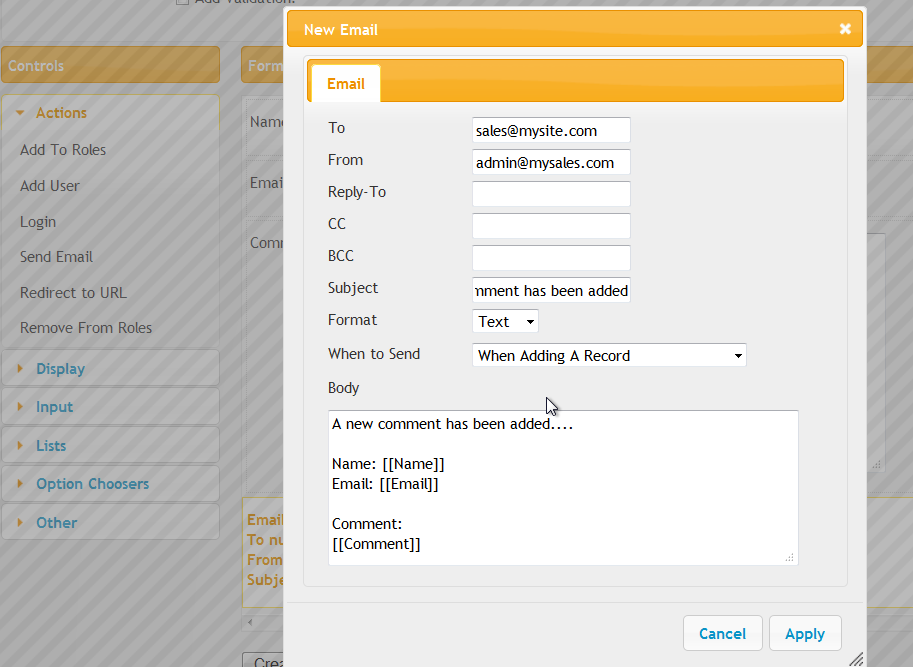 Add Validation.
New Email
Controls
Form
Email
Actions
Add To Roles
Add User
Login
Send Email
Redirect to URL
Remove From Roles
Display
Input
Lists
Option Choosers
Other
Name
Emai
Comm
To
sales@mysite.com
From
admin@mysales.com
Reply-To
CC
BCC
Subject
mment has been added
Format
Text
When to Send
When Adding A Record
Body
A new comment has been added....
Name: [[Name]]
Email: [[Email]]
Comment:
[[Comment]]
Email
To nu
From
Subje
Cancel
Apply
Crea